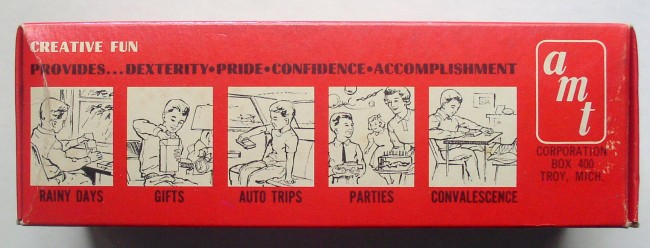 CREATIVE FUN
PROVIDES...DEXTERITY•PRIDE•CONFIDENCE•ACCOMPLISHMENT
RAINY DAYS
GIFTS
AUTO TRIPS
PARTIES
CONVALESCENCE
amt
CORPORATION
BOX 400
TROY, MICH.